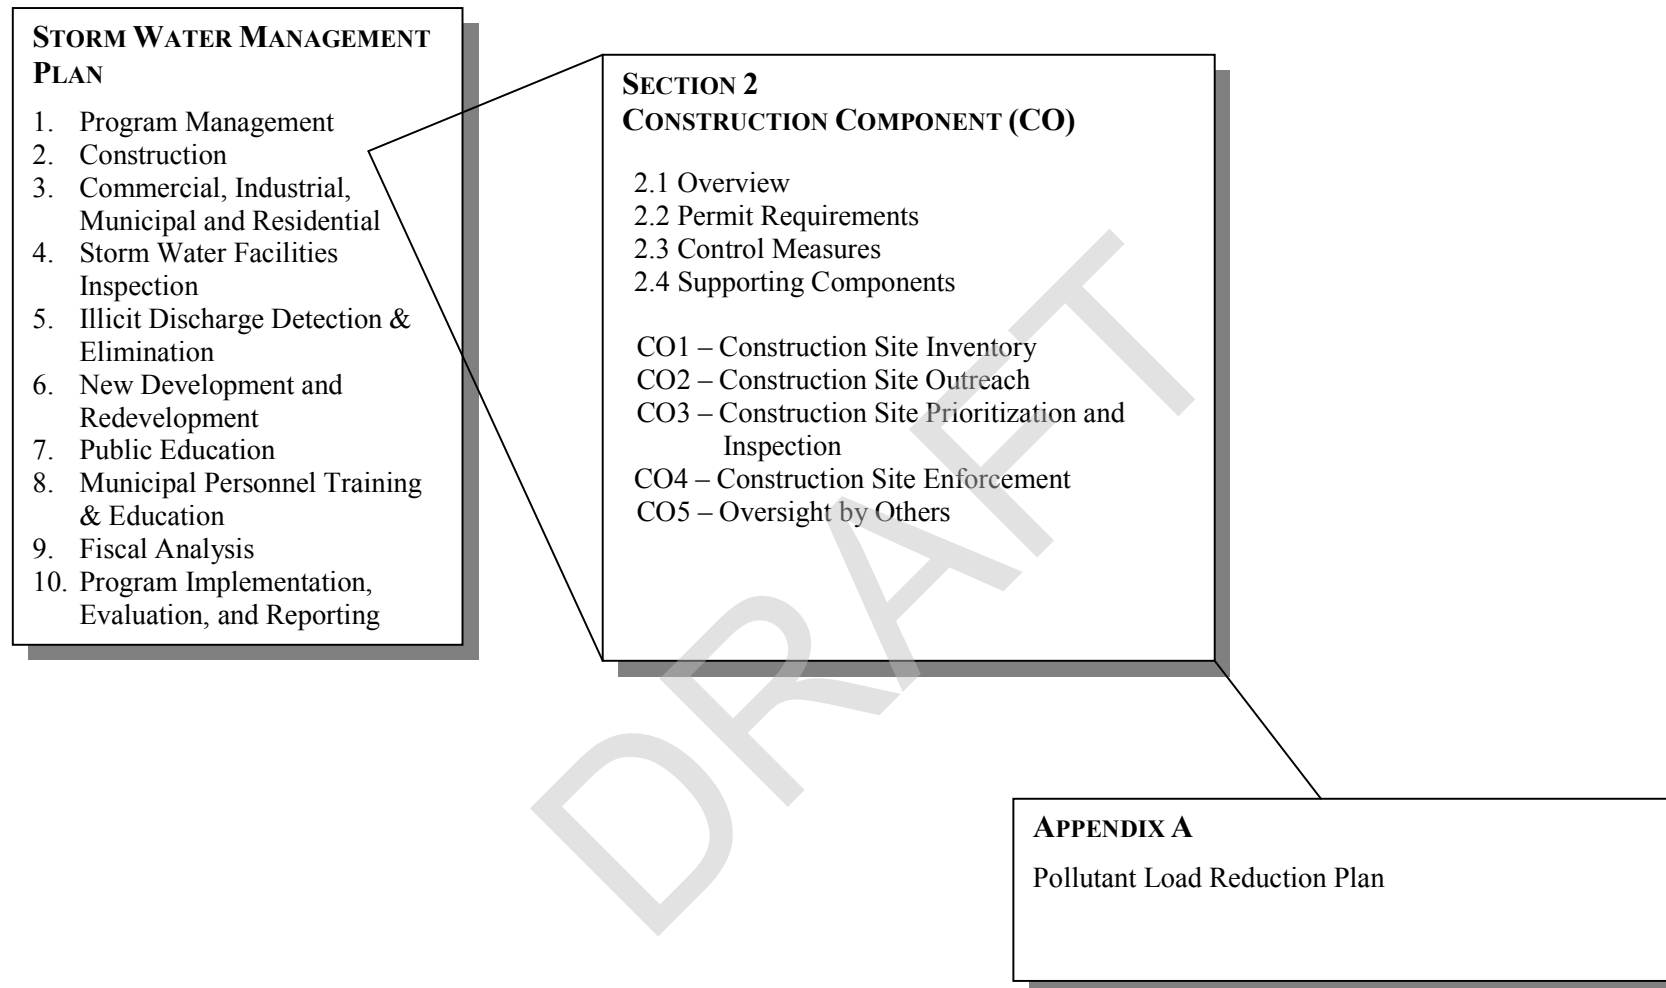 STORM WATER MANAGEMENT
PLAN
1. Program Management
2. Construction
3. Commercial, Industrial,
Municipal and Residential
4. Storm Water Facilities
Inspection
5. Illicit Discharge Detection &
Elimination
6. New Development and
Redevelopment
7. Public Education
8. Municipal Personnel Training
& Education
9. Fiscal Analysis
10. Program Implementation,
Evaluation, and Reporting
SECTION 2
CONSTRUCTION COMPONENT (CO)
2.1 Overview
2.2 Permit Requirements
2.3 Control Measures
2.4 Supporting Components
CO1 – Construction Site Inventory
CO2 – Construction Site Outreach
CO3 – Construction Site Prioritization and
Inspection
CO4 – Construction Site Enforcement
CO5 – Oversight by Others
APPENDIX A
Pollutant Load Reduction Plan
DRAFT